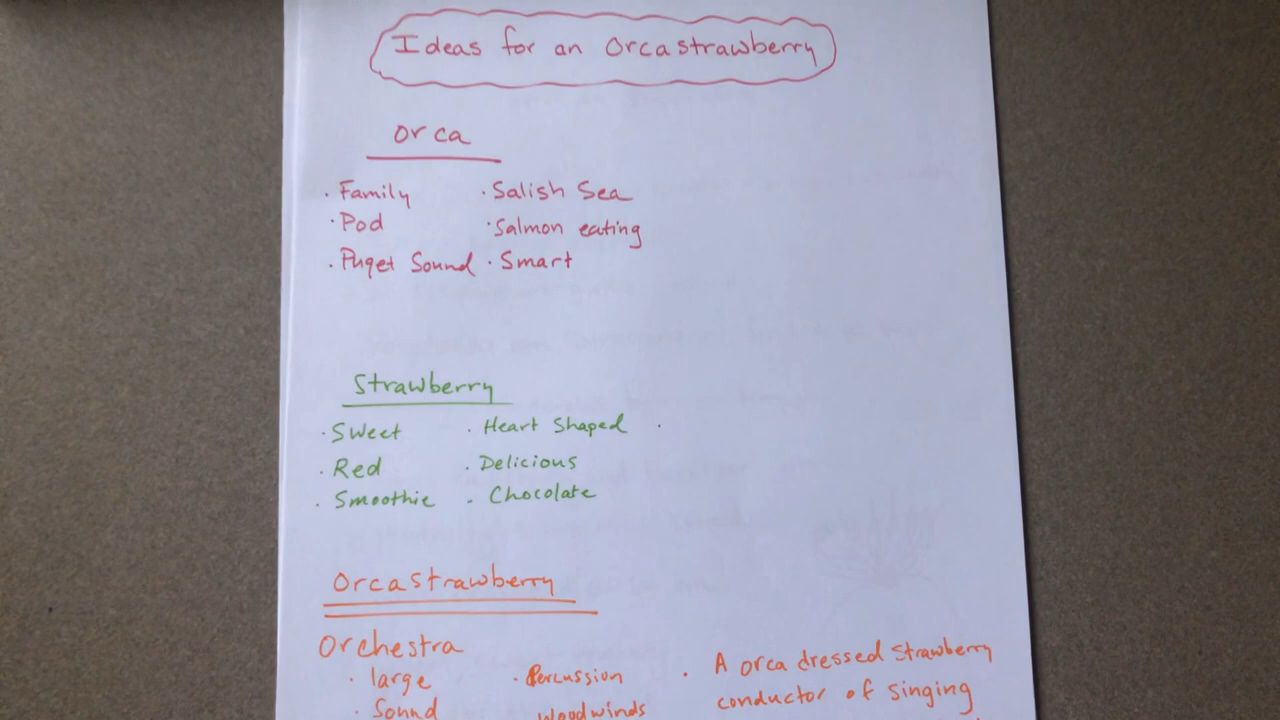 Ideas for an Orcastrawberry
Orca
· Family · Salish Sea
· Pod · Salmon eating
· Puget Sound · Smart
Strawberry
· Sweet · Heart Shaped ·
· Red · Delicious
· Smoothie · Chocolate
Orcastrawberry
Orchestra
· large · Percussion · A orca dressed strawberry
· Sound woodwinds conductor of singing